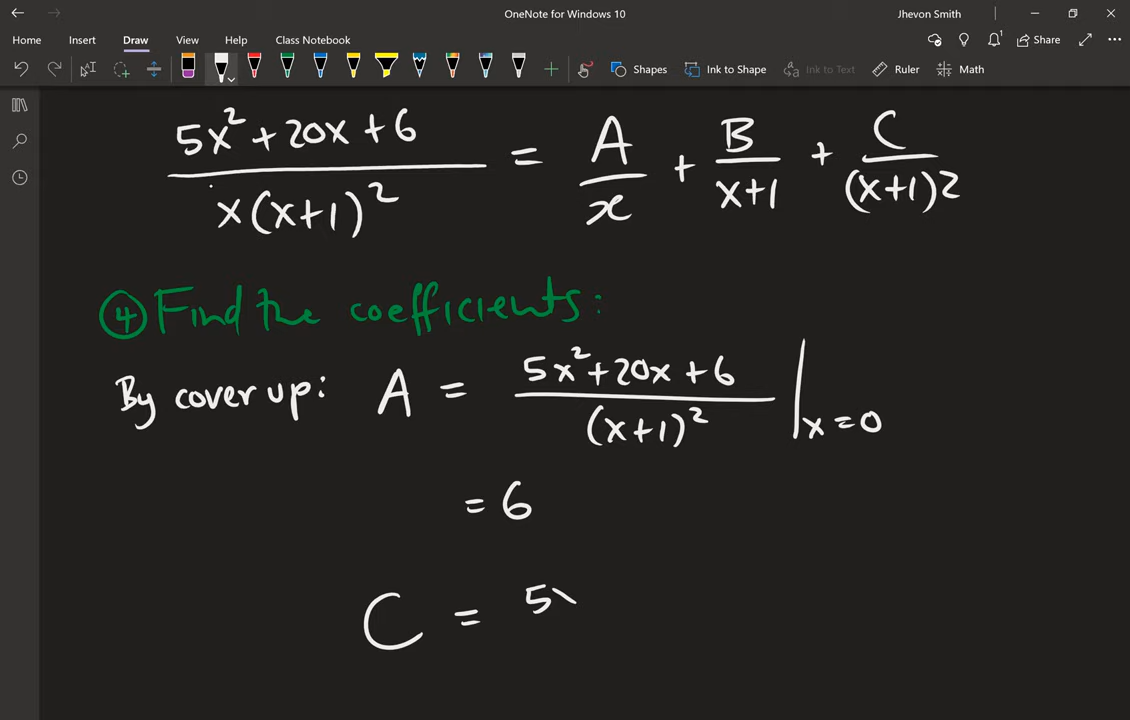 OneNote for Windows 10
Jhevon Smith
Home Insert Draw View Help Class Notebook
Share
Shapes Ink to Shape Ink to Text Ruler Math
5x² + 20x + 6 / x(x+1)² = A/x + B/x+1 + C/(x+1)2
④ Find the coefficients:
By cover up: A = 5x² + 20x + 6 / (x+1)² | x = 0
= 6
C = 5